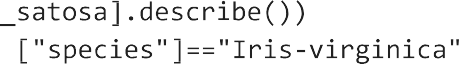 _satosa].describe())
["species"]=="Iris-virginica"